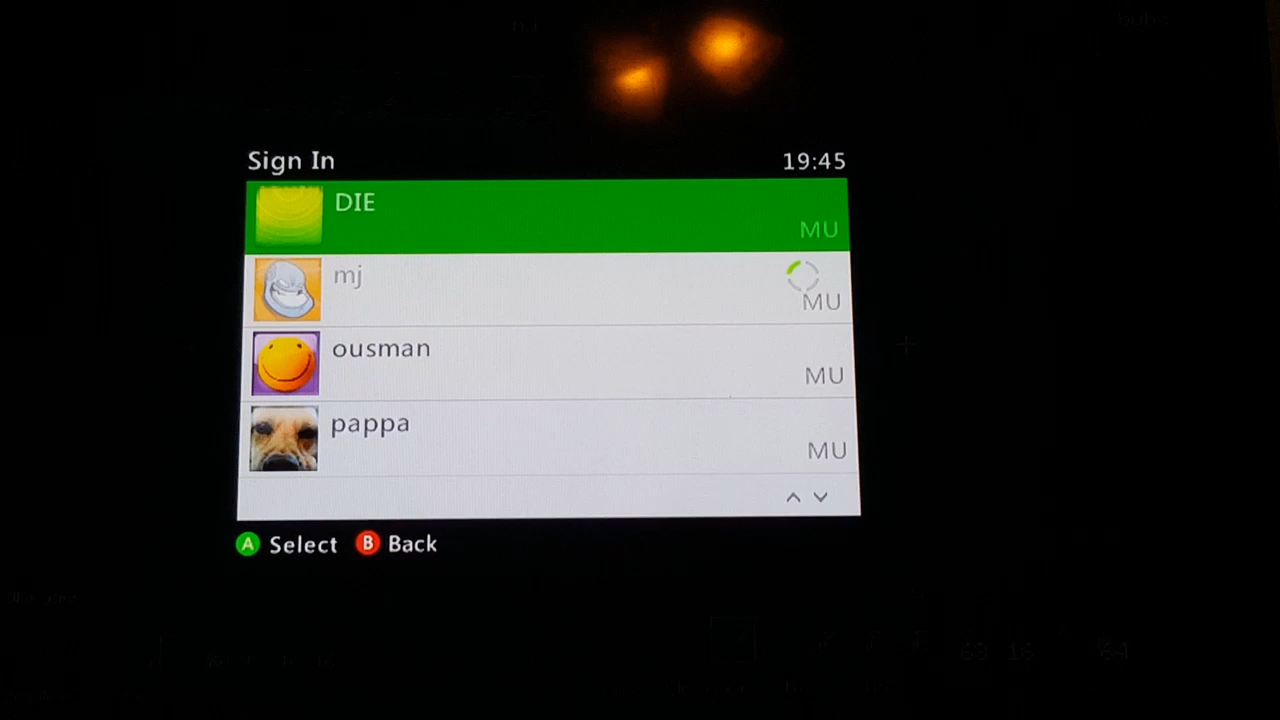 Sign In 19:45
DIE
MU
mj
MU
ousman
MU
pappa
MU
A Select B Back